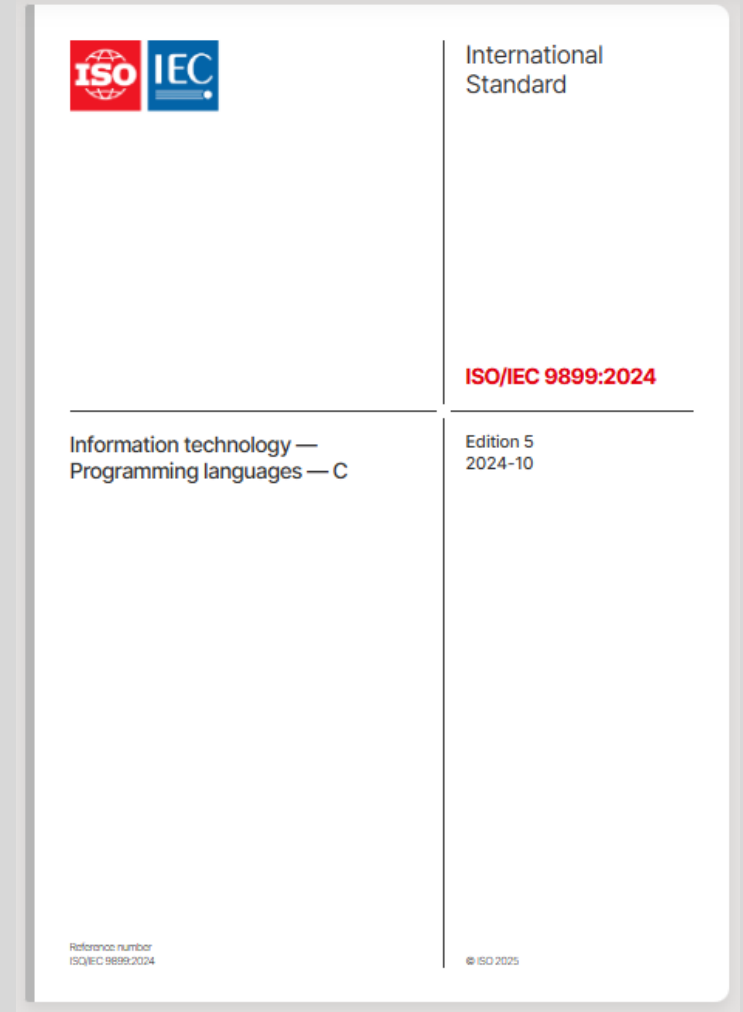 ISO IEC
International
Standard
ISO/IEC 9899:2024
Information technology —
Programming languages — C
Edition 5
2024-10
Reference number
ISO/IEC 9899:2024
© ISO 2025